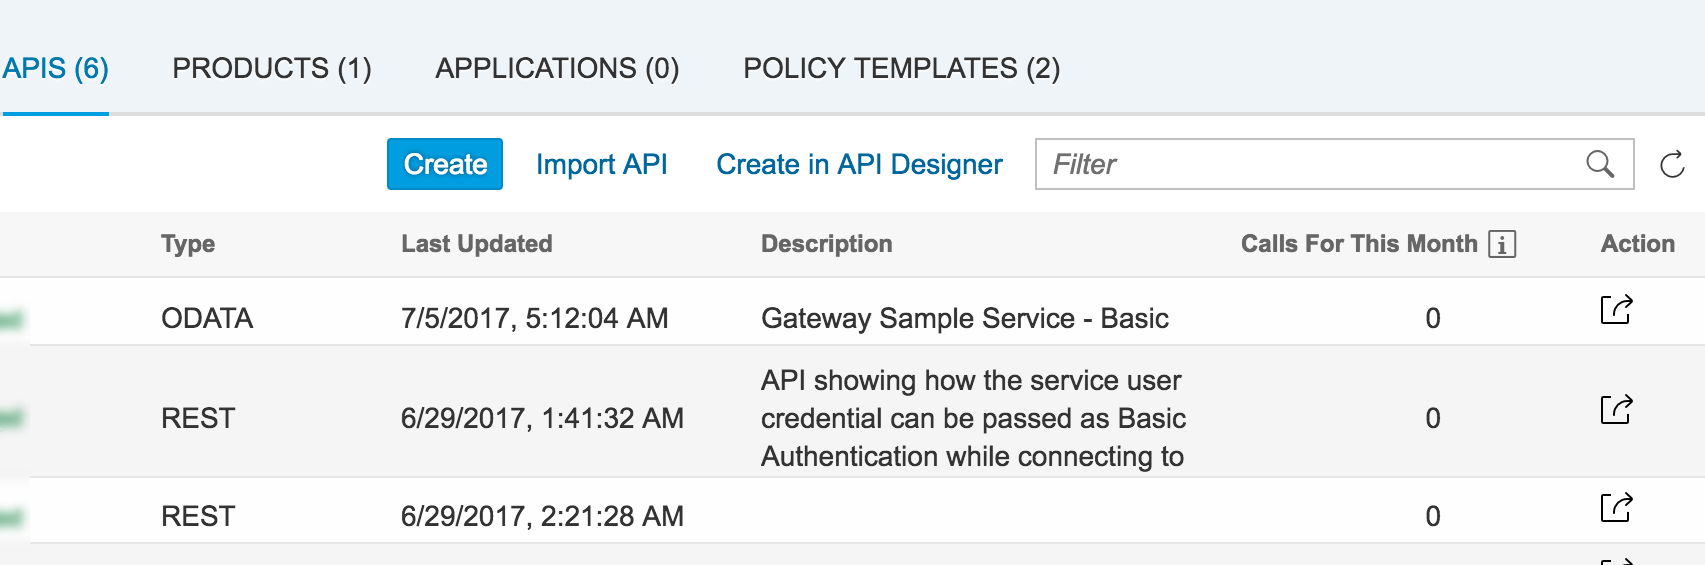 APIS (6) PRODUCTS (1) APPLICATIONS (0) POLICY TEMPLATES (2)
Create Import API Create in API Designer Filter
Type Last Updated Description Calls For This Month i Action
ODATA 7/5/2017, 5:12:04 AM Gateway Sample Service - Basic 0
API showing how the service user
REST 6/29/2017, 1:41:32 AM credential can be passed as Basic 0
Authentication while connecting to
REST 6/29/2017, 2:21:28 AM 0